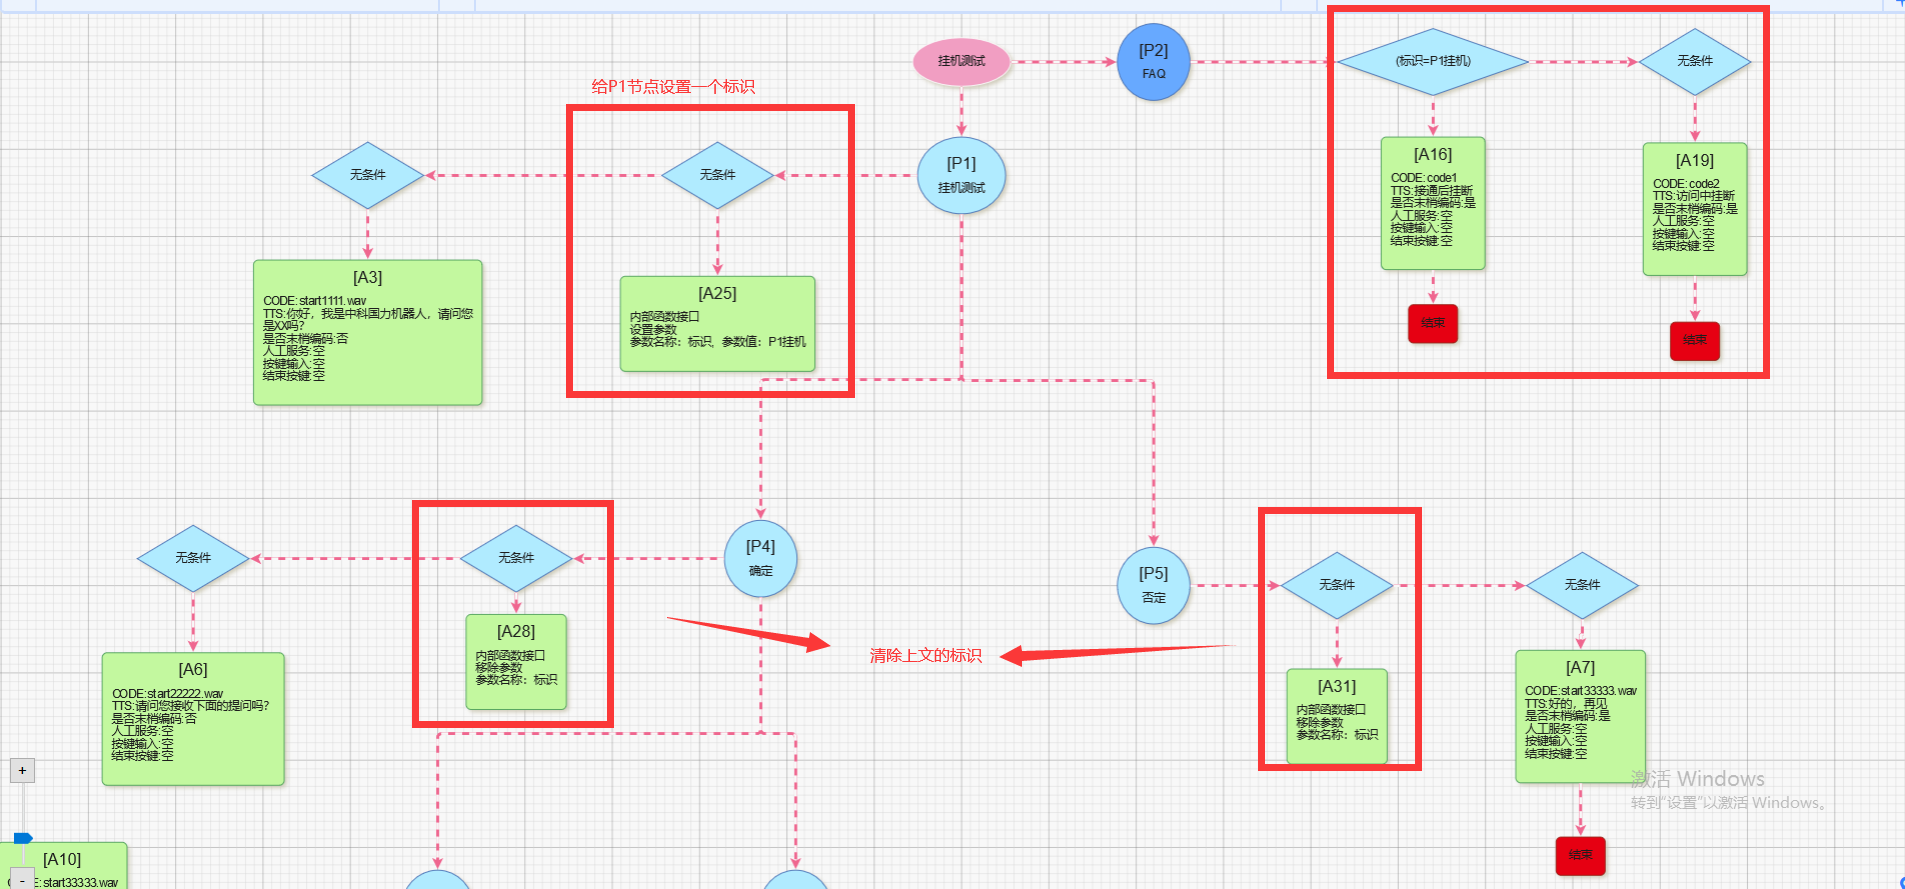 挂机测试
[P2]
FAQ
(标识=P1挂机)
无条件
给P1节点设置一个标识
[A16]
CODE: code1
TTS:接通后挂断
是否末梢编码:是
人工服务:空
按键输入:空
结束按键:空
[A19]
CODE: code2
TTS:访问中挂断
是否末梢编码:是
人工服务:空
按键输入:空
结束按键:空
无条件
无条件
[P1]
挂机测试
[A3]
CODE: start1111.wav
TTS:你好，我是中科国力机器人，请问您
是XX吗？
是否末梢编码:否
人工服务:空
按键输入:空
结束按键:空
[A25]
内部函数接口
设置参数
参数名称：标识，参数值：P1挂机
结束
结束
无条件
无条件
[P4]
确定
[P5]
否定
无条件
无条件
[A28]
内部函数接口
移除参数
参数名称：标识
清除上文的标识
[A6]
CODE:start22222.wav
TTS:请问您接收下面的提问吗？
是否末梢编码:否
人工服务:空
按键输入:空
结束按键:空
[A31]
内部函数接口
移除参数
参数名称：标识
[A7]
CODE:start33333.wav
TTS:好的，再见
是否末梢编码:是
人工服务:空
按键输入:空
结束按键:空
激活 Windows
转到“设置”以激活 Windows。
+
结束
[A10]
-
E:start33333.wav